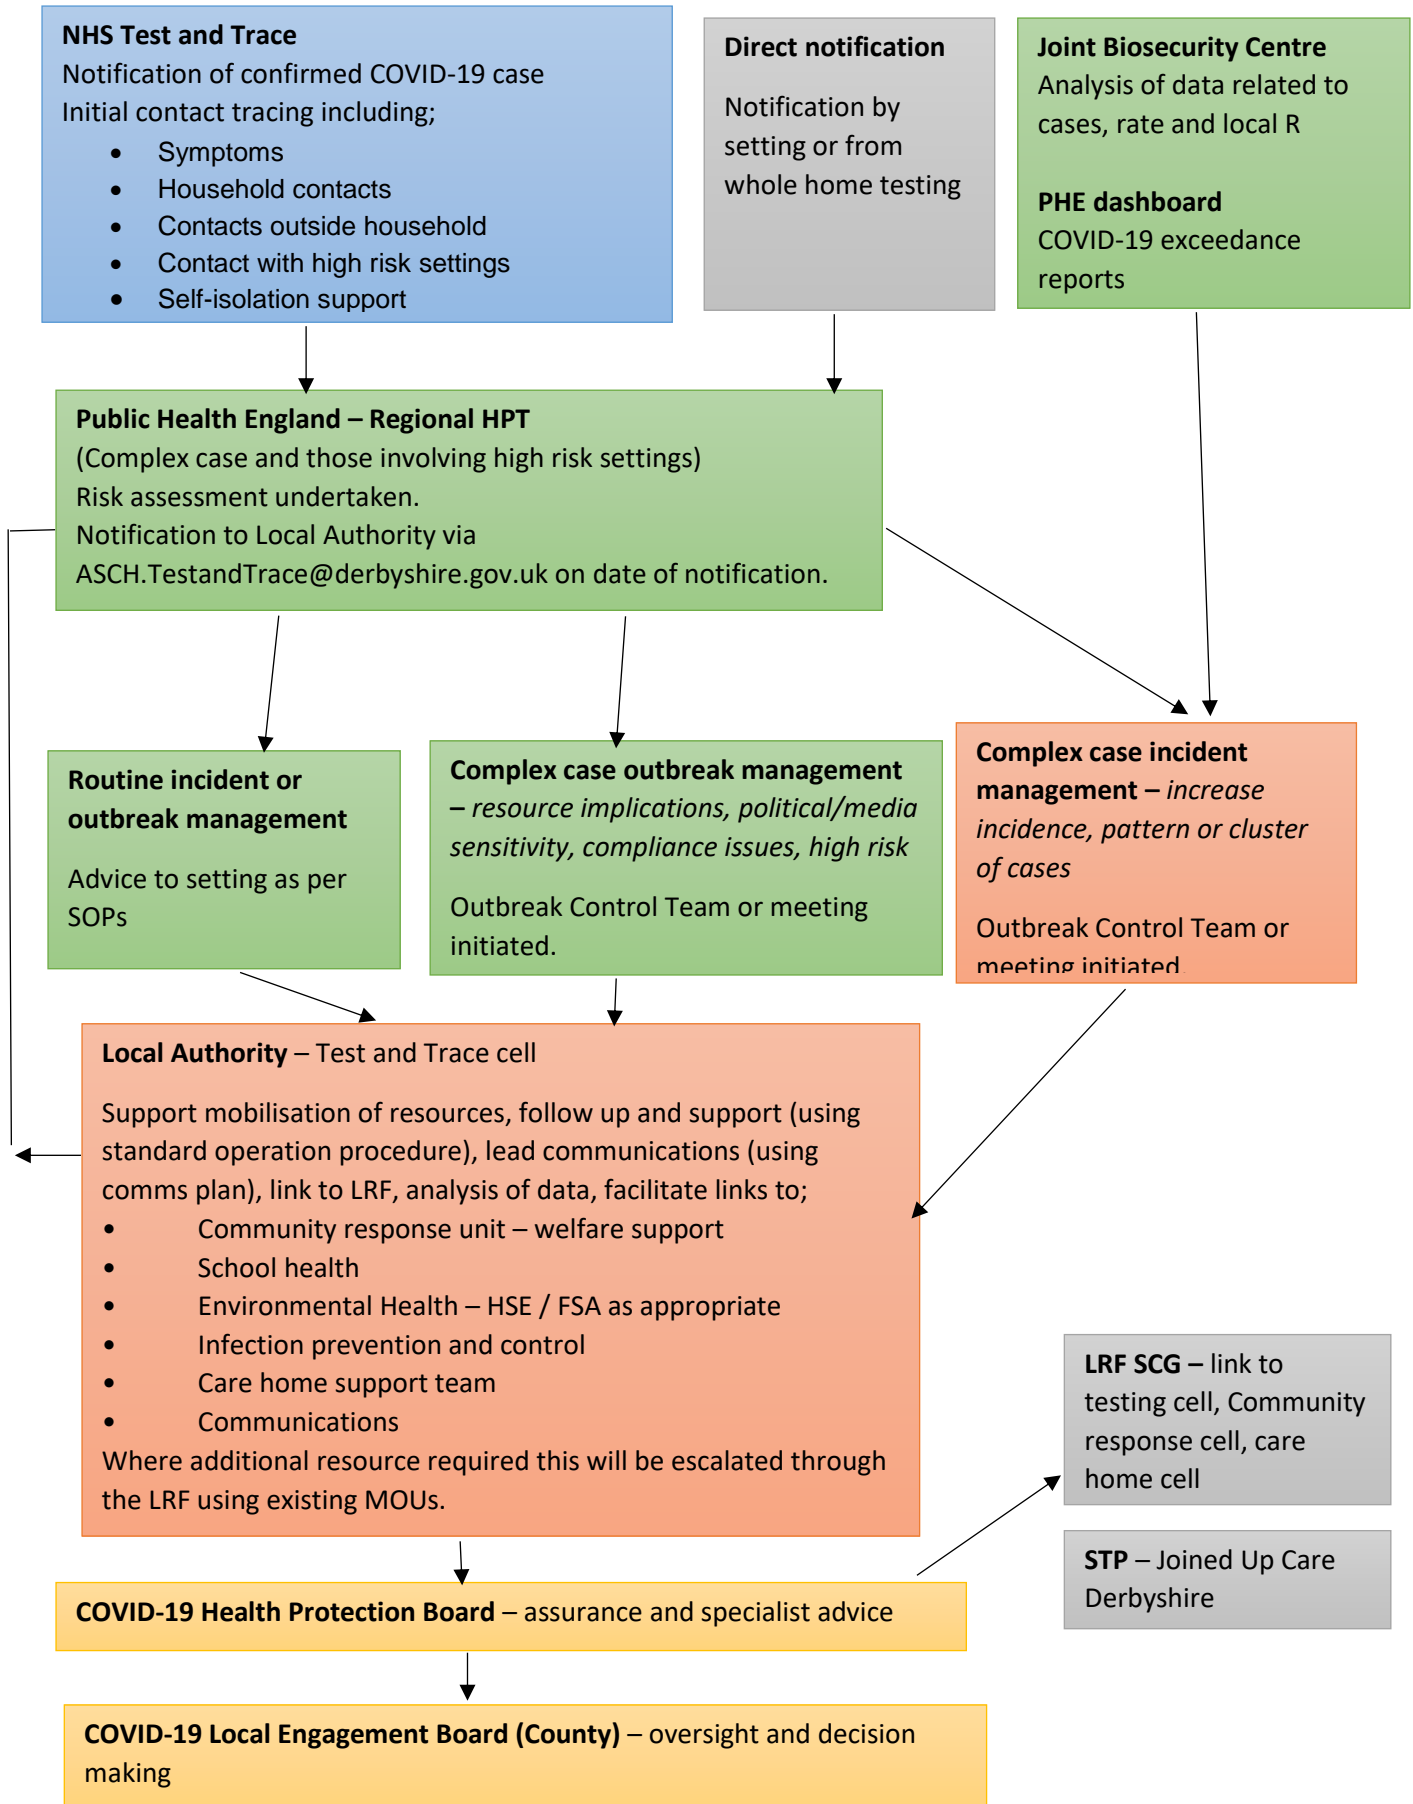 NHS Test and Trace
Notification of confirmed COVID-19 case
Initial contact tracing including;
• Symptoms
• Household contacts
• Contacts outside household
• Contact with high risk settings
• Self-isolation support
Direct notification
Notification by
setting or from
whole home testing
Joint Biosecurity Centre
Analysis of data related to
cases, rate and local R
PHE dashboard
COVID-19 exceedance
reports
Public Health England – Regional HPT
(Complex case and those involving high risk settings)
Risk assessment undertaken.
Notification to Local Authority via
ASCH.TestandTrace@derbyshire.gov.uk on date of notification.
Routine incident or
outbreak management
Advice to setting as per
SOPs
Complex case outbreak management
– resource implications, political/media
sensitivity, compliance issues, high risk
Outbreak Control Team or meeting
initiated.
Complex case incident
management – increase
incidence, pattern or cluster
of cases
Outbreak Control Team or
meeting initiated.
Local Authority – Test and Trace cell
Support mobilisation of resources, follow up and support (using
standard operation procedure), lead communications (using
comms plan), link to LRF, analysis of data, facilitate links to;
• Community response unit – welfare support
• School health
• Environmental Health – HSE / FSA as appropriate
• Infection prevention and control
• Care home support team
• Communications
Where additional resource required this will be escalated through
the LRF using existing MOUs.
LRF SCG – link to
testing cell, Community
response cell, care
home cell
STP – Joined Up Care
Derbyshire
COVID-19 Health Protection Board – assurance and specialist advice
COVID-19 Local Engagement Board (County) – oversight and decision
making